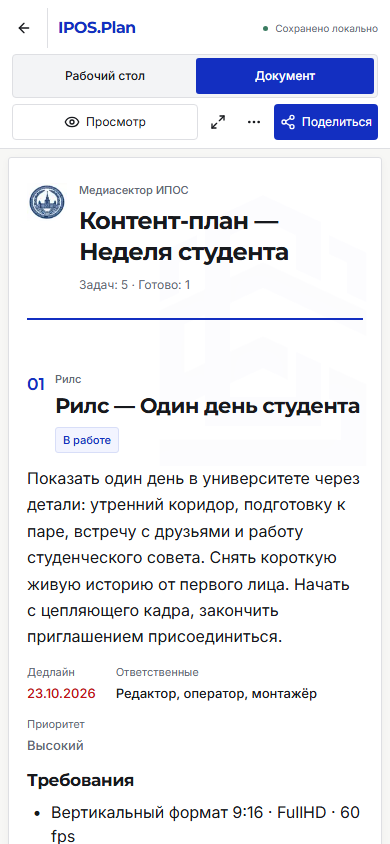 IPOS.Plan
Сохранено локально
Рабочий стол
Документ
Просмотр
Поделиться
Медиасектор ИПОС
Контент-план —
Неделя студента
Задач: 5 · Готово: 1
01
Рилс
Рилс — Один день студента
В работе
Показать один день в университете через
детали: утренний коридор, подготовку к
паре, встречу с друзьями и работу
студенческого совета. Снять короткую
живую историю от первого лица. Начать
с цепляющего кадра, закончить
приглашением присоединиться.
Дедлайн
Ответственные
23.10.2026
Редактор, оператор, монтажёр
Приоритет
Высокий
Требования
• Вертикальный формат 9:16 · FullHD · 60
fps